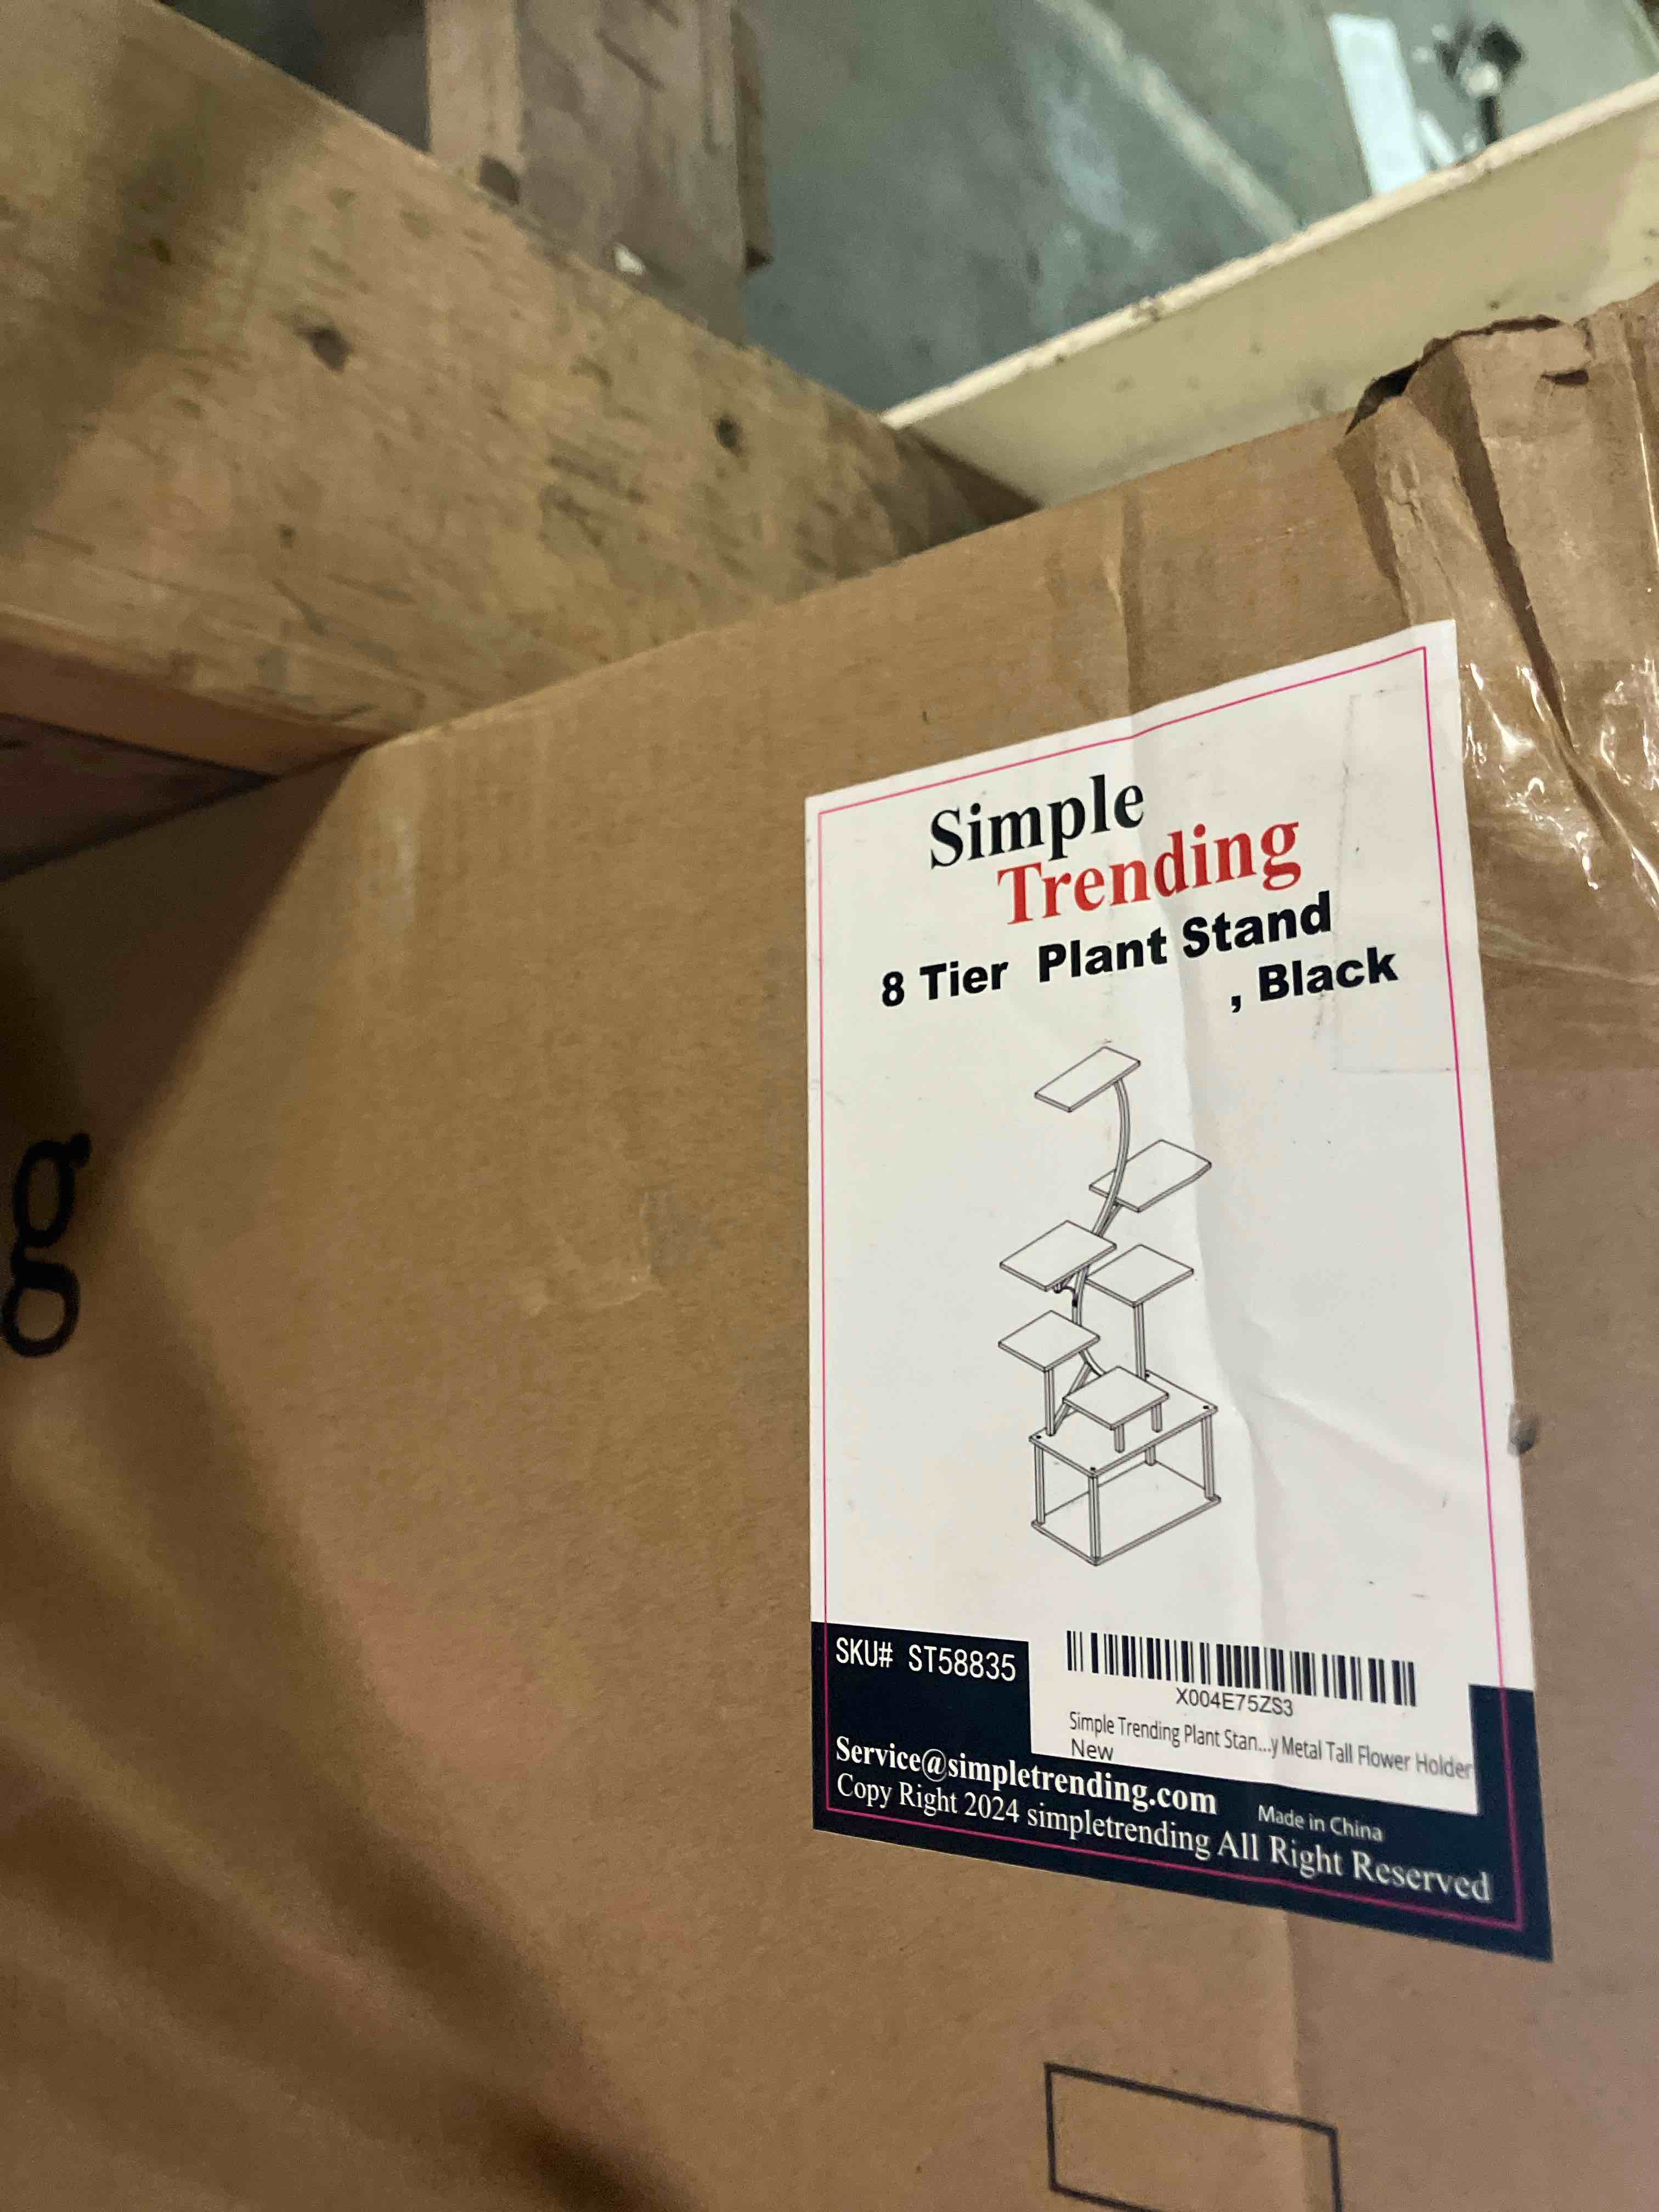 Simple
Trending
8 Tier Plant Stand
, Black
g
SKU# ST58835
X004E75ZS3
Simple Trending Plant Stan...y Metal Tall Flower Holder
New
Service@simpletrending.com
Made in China
Copy Right 2024 simpletrending All Right Reserved